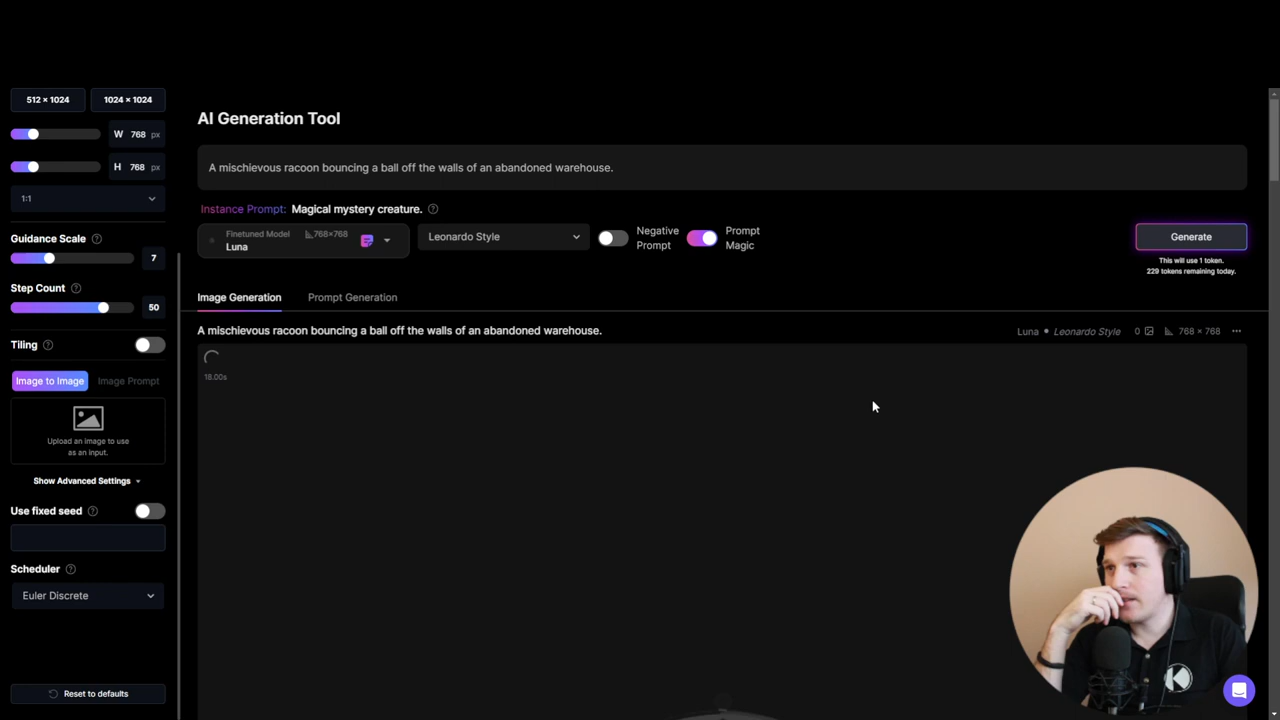 512 × 1024
1024 × 1024
W 768 px
H 768 px
1:1
Guidance Scale
7
Step Count
50
Tiling
Image to Image
Image Prompt
Upload an image to use
as an input.
Show Advanced Settings
Use fixed seed
Scheduler
Euler Discrete
Reset to defaults
AI Generation Tool
A mischievous racoon bouncing a ball off the walls of an abandoned warehouse.
Instance Prompt: Magical mystery creature.
Finetuned Model
768×768
Luna
Leonardo Style
Negative
Prompt
Prompt
Magic
Generate
This will use 1 token.
229 tokens remaining today.
Image Generation
Prompt Generation
A mischievous racoon bouncing a ball off the walls of an abandoned warehouse.
Luna • Leonardo Style
0
768 × 768
18.00s
K